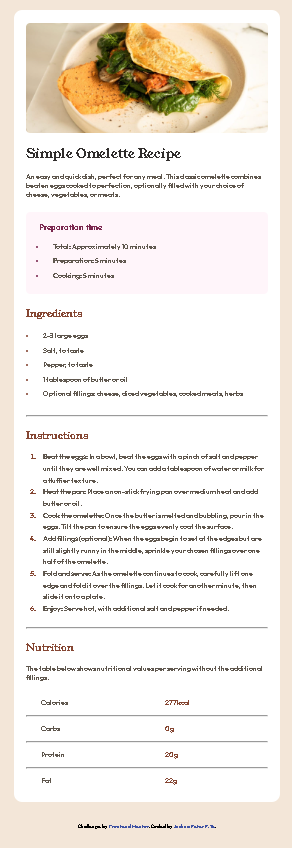 Simple Omelette Recipe
An easy and quick dish, perfect for any meal. This classic omelette combines
beaten eggs cooked to perfection, optionally filled with your choice of
cheese, vegetables, or meats.
Preparation time
• Total: Approximately 10 minutes
• Preparation: 5 minutes
• Cooking: 5 minutes
Ingredients
• 2-3 large eggs
• Salt, to taste
• Pepper, to taste
• 1 tablespoon of butter or oil
• Optional fillings: cheese, diced vegetables, cooked meats, herbs
Instructions
1. Beat the eggs: In a bowl, beat the eggs with a pinch of salt and pepper
until they are well mixed. You can add a tablespoon of water or milk for
a fluffier texture.
2. Heat the pan: Place a non-stick frying pan over medium heat and add
butter or oil.
3. Cook the omelette: Once the butter is melted and bubbling, pour in the
eggs. Tilt the pan to ensure the eggs evenly coat the surface.
4. Add fillings (optional): When the eggs begin to set at the edges but are
still slightly runny in the middle, sprinkle your chosen fillings over one
half of the omelette.
5. Fold and serve: As the omelette continues to cook, carefully lift one
edge and fold it over the fillings. Let it cook for another minute, then
slide it onto a plate.
6. Enjoy: Serve hot, with additional salt and pepper if needed.
Nutrition
The table below shows nutritional values per serving without the additional
fillings.
Calories 277kcal
Carbs 0g
Protein 20g
Fat 22g
Challenge by Frontend Mentor. Coded by